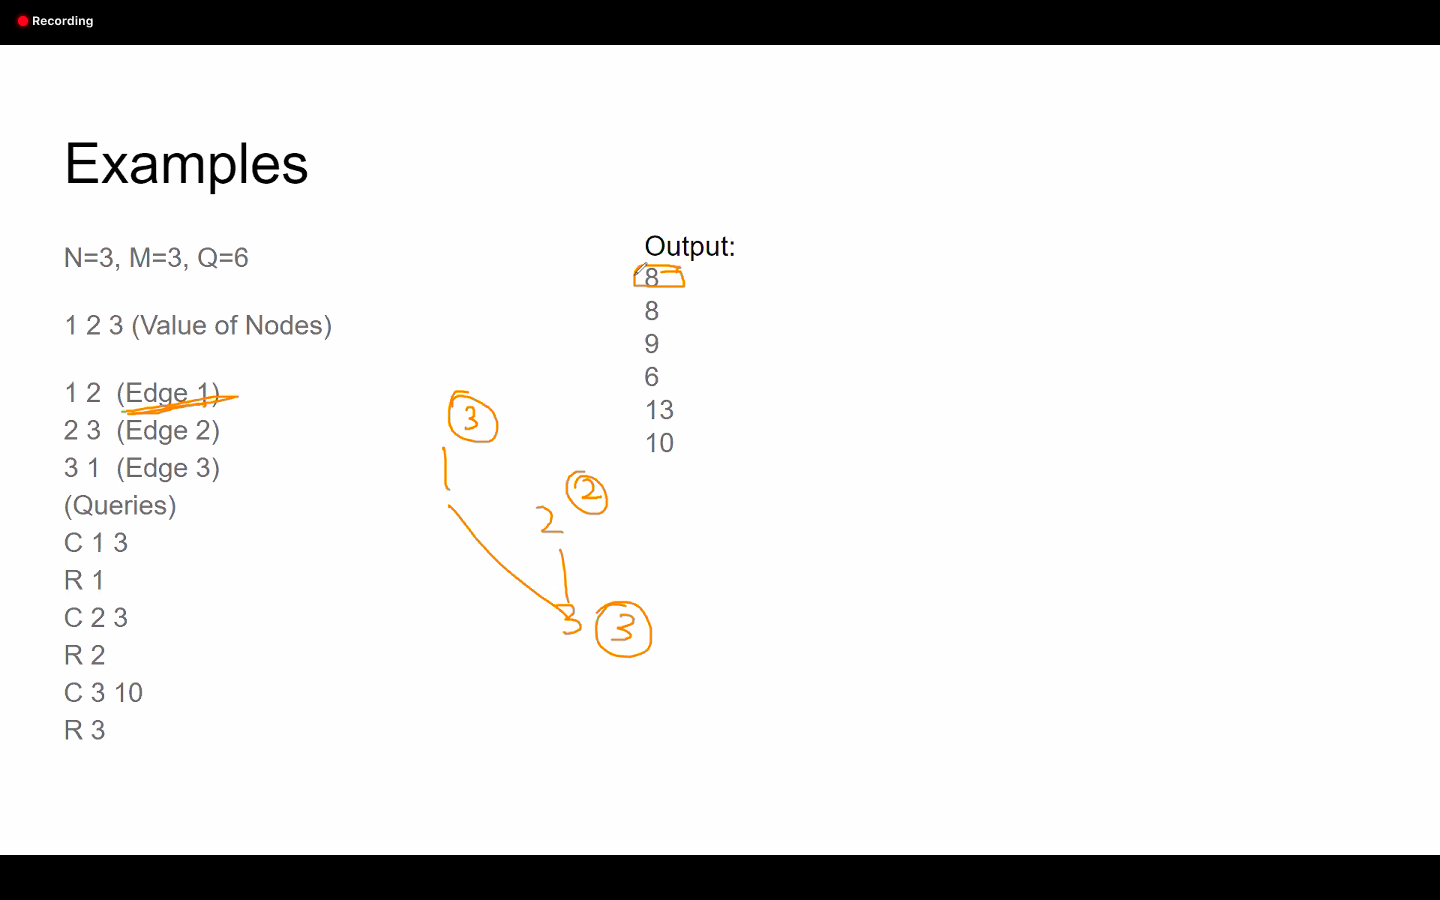 Recording
Examples
N=3, M=3, Q=6
1 2 3 (Value of Nodes)
1 2 (Edge 1)
2 3 (Edge 2)
3 1 (Edge 3)
(Queries)
C 1 3
R 1
C 2 3
R 2
C 3 10
R 3
3
1
2
2
3 3
Output:
8
8
9
6
13
10